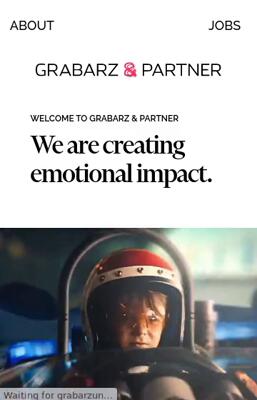 ABOUT JOBS
GRABARZ & PARTNER
WELCOME TO GRABARZ & PARTNER
We are creating
emotional impact.
Waiting for grabarzun...